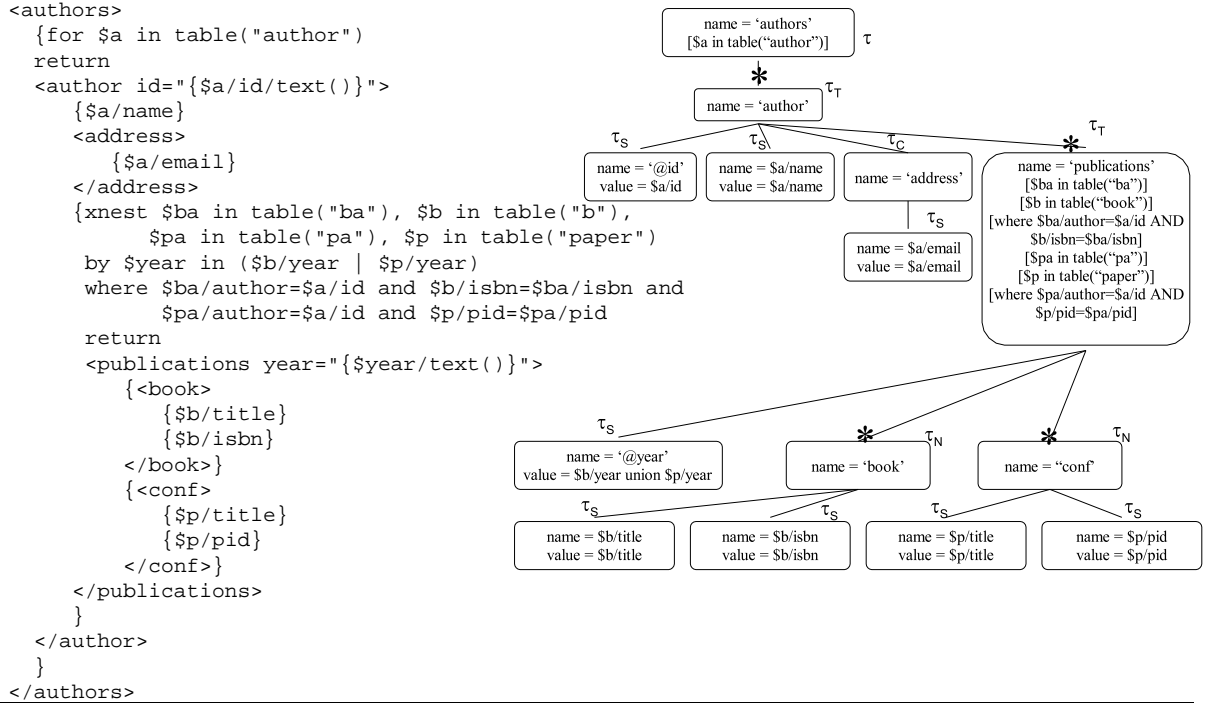 <authors>
{for $a in table("author")
return
<author id="{$a/id/text()}">
{$a/name}
<address>
{$a/email}
</address>
{xnest $ba in table("ba"), $b in table("b"),
$pa in table("pa"), $p in table("paper")
by $year in ($b/year | $p/year)
where $ba/author=$a/id and $b/isbn=$ba/isbn and
$pa/author=$a/id and $p/pid=$pa/pid
return
<publications year="{$year/text()}">
{<book>
{$b/title}
{$b/isbn}
</book>}
{<conf>
{$p/title}
{$p/pid}
</conf>}
</publications>
}
</author>
}
</authors>
name = ‘authors’
[$a in table(“author”)]
τ
*
τT
name = ‘author’
τS
τS
τC
*
τT
name = ‘@id’
value = $a/id
name = $a/name
value = $a/name
name = ‘address’
τS
name = $a/email
value = $a/email
name = ‘publications’
[$ba in table(“ba”)]
[$b in table(“book”)]
[where $ba/author=$a/id AND
$b/isbn=$ba/isbn]
[$pa in table(“pa”)]
[$p in table(“paper”)]
[where $pa/author=$a/id AND
$p/pid=$pa/pid]
τS
name = ‘@year’
value = $b/year union $p/year
*
τN
name = ‘book’
*
τN
name = “conf’
τS
τS
τS
τS
name = $b/title
value = $b/title
name = $b/isbn
value = $b/isbn
name = $p/title
value = $p/title
name = $p/pid
value = $p/pid